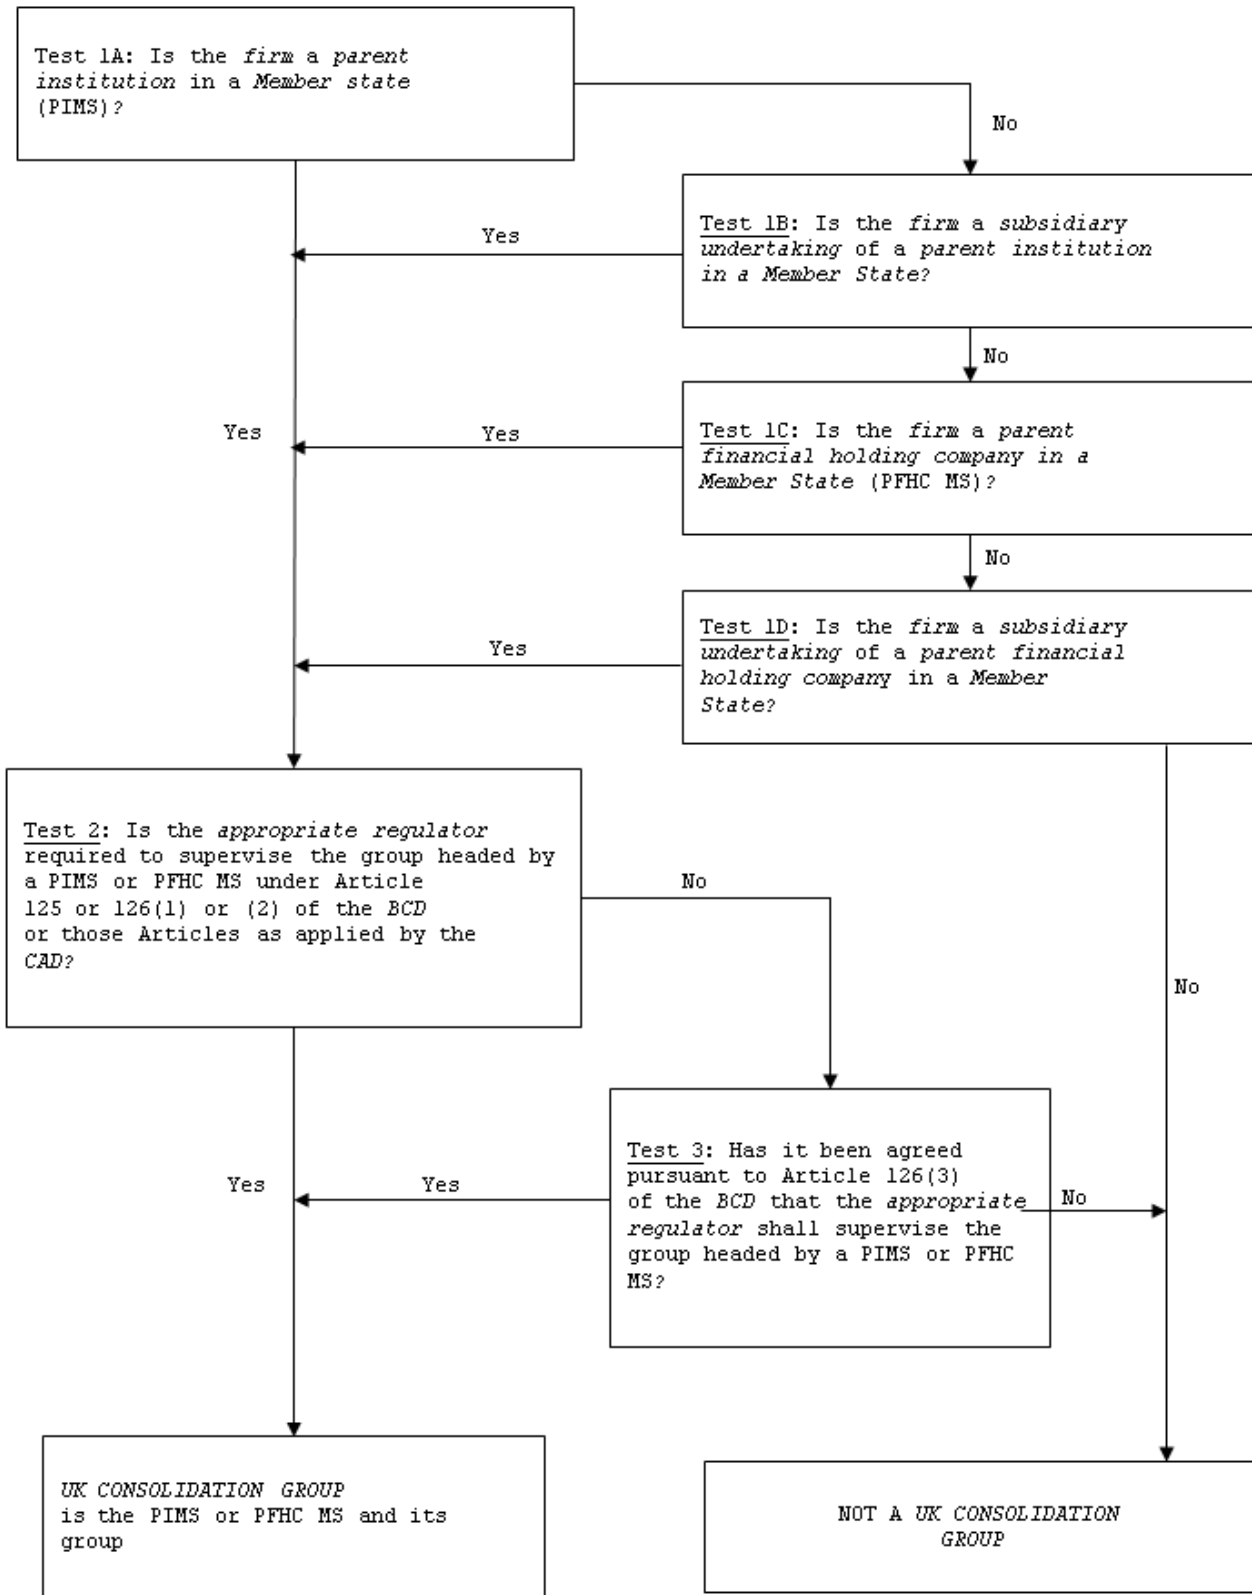 Test 1A: Is the firm a parent
institution in a Member state
(PIMS)?
No
Test 1B: Is the firm a subsidiary
undertaking of a parent institution
in a Member State?
Yes
No
Test 1C: Is the firm a parent
financial holding company in a
Member State (PFHC MS)?
Yes
Yes
No
Test 1D: Is the firm a subsidiary
undertaking of a parent financial
holding company in a Member
State?
Yes
Test 2: Is the appropriate regulator
required to supervise the group headed by
a PIMS or PFHC MS under Article
125 or 126(1) or (2) of the BCD
or those Articles as applied by the
CAD?
No
No
Test 3: Has it been agreed
pursuant to Article 126(3)
of the BCD that the appropriate
regulator shall supervise the
group headed by a PIMS or PFHC
MS?
Yes
Yes
No
UK CONSOLIDATION GROUP
is the PIMS or PFHC MS and its
group
NOT A UK CONSOLIDATION
GROUP